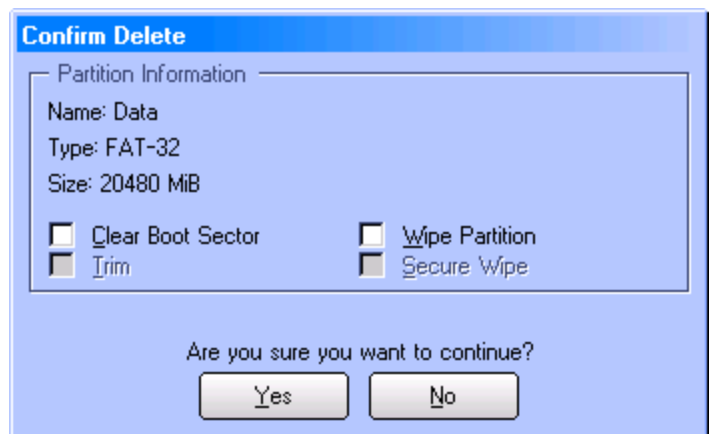 Confirm Delete
Partition Information
Name: Data
Type: FAT-32
Size: 20480 MiB
Clear Boot Sector Wipe Partition
Trim Secure Wipe
Are you sure you want to continue?
Yes No